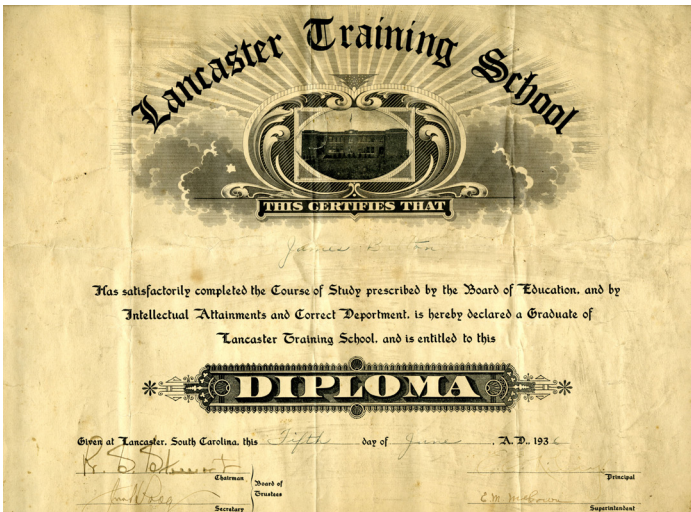 Lancaster Training School
THIS CERTIFIES THAT
James
Has satisfactorily completed the Course of Study prescribed by the Board of Education, and by
Intellectual Attainments and Correct Deportment, is hereby declared a Graduate of
Lancaster Training School, and is entitled to this
DIPLOMA
Given at Lancaster, South Carolina, this Fifth day of June, A. D., 193
R. S. Stewart
Chairman
Principal
Board of
Trustees
Secretary
Superintendent